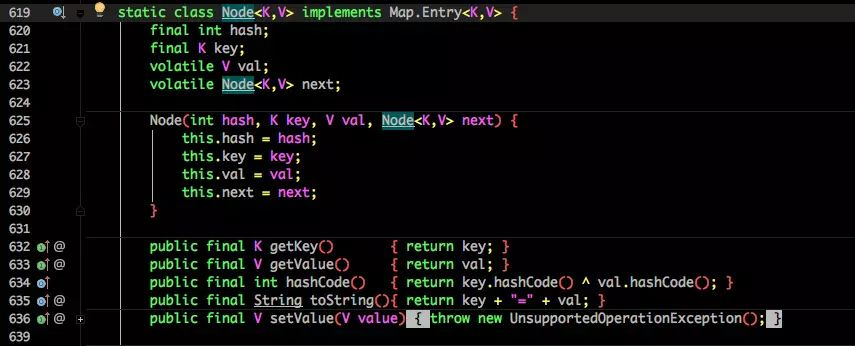 619 static class Node<K,V> implements Map.Entry<K,V> {
620 final int hash;
621 final K key;
622 volatile V val;
623 volatile Node<K,V> next;
624
625 Node(int hash, K key, V val, Node<K,V> next) {
626 this.hash = hash;
627 this.key = key;
628 this.val = val;
629 this.next = next;
630 }
631
632 @ public final K getKey() { return key; }
633 @ public final V getValue() { return val; }
634 public final int hashCode() { return key.hashCode() ^ val.hashCode(); }
635 @ public final String toString(){ return key + "=" + val; }
636 @ public final V setValue(V value) { throw new UnsupportedOperationException(); }
639